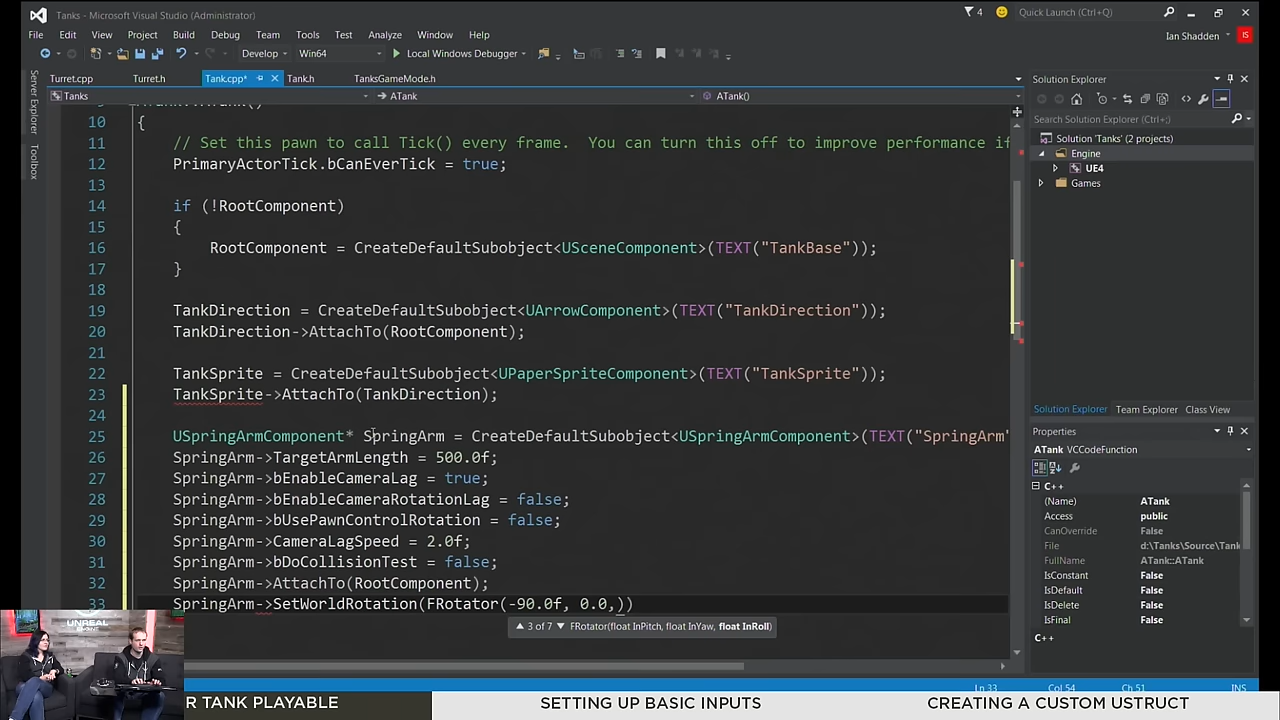 Tanks - Microsoft Visual Studio (Administrator)
4
Quick Launch (Ctrl+Q)
File Edit View Project Build Debug Team Tools Test Analyze Window Help
Ian Shadden
IS
Develop Win64 Local Windows Debugger
Server Explorer
Toolbox
Turret.cpp Turret.h Tank.cpp* Tank.h TanksGameMode.h
Tanks ATank ATank()
10 {
11 // Set this pawn to call Tick() every frame.  You can turn this off to improve performance if
12 PrimaryActorTick.bCanEverTick = true;
13
14 if (!RootComponent)
15 {
16 RootComponent = CreateDefaultSubobject<USceneComponent>(TEXT("TankBase"));
17 }
18
19 TankDirection = CreateDefaultSubobject<UArrowComponent>(TEXT("TankDirection"));
20 TankDirection->AttachTo(RootComponent);
21
22 TankSprite = CreateDefaultSubobject<UPaperSpriteComponent>(TEXT("TankSprite"));
23 TankSprite->AttachTo(TankDirection);
24
25 USpringArmComponent* SpringArm = CreateDefaultSubobject<USpringArmComponent>(TEXT("SpringArm"
26 SpringArm->TargetArmLength = 500.0f;
27 SpringArm->bEnableCameraLag = true;
28 SpringArm->bEnableCameraRotationLag = false;
29 SpringArm->bUsePawnControlRotation = false;
30 SpringArm->CameraLagSpeed = 2.0f;
31 SpringArm->bDoCollisionTest = false;
32 SpringArm->AttachTo(RootComponent);
33 SpringArm->SetWorldRotation(FRotator(-90.0f, 0.0,))
3 of 7 FRotator(float InPitch, float InYaw, float InRoll)
Solution Explorer
Search Solution Explorer (Ctrl+;)
Solution 'Tanks' (2 projects)
Engine
UE4
Games
Solution Explorer Team Explorer Class View
Properties
ATank VCCodeFunction
C++
(Name) ATank
Access public
CanOverride False
File d:\Tanks\Source\Tank
FullName ATank::ATank
IsConstant False
IsDefault False
IsDelete False
IsFinal False
C++
Ln 33 Col 54 Ch 51 INS
UNREAL
R TANK PLAYABLE
SETTING UP BASIC INPUTS
CREATING A CUSTOM USTRUCT